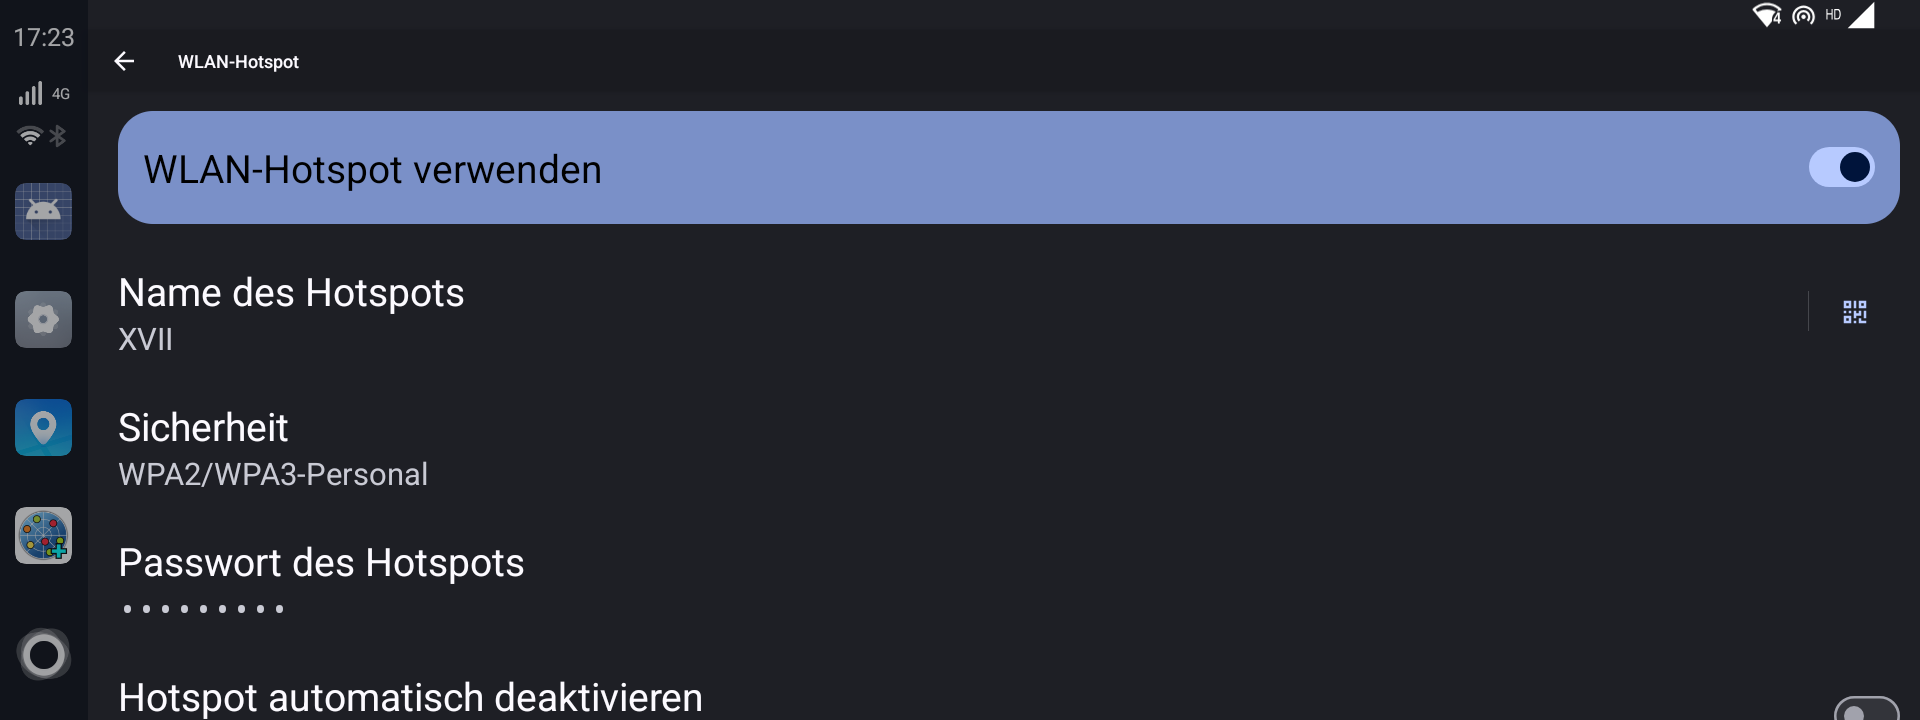 17:23
4G
4
HD
WLAN-Hotspot
WLAN-Hotspot verwenden
Name des Hotspots
XVII
Sicherheit
WPA2/WPA3-Personal
Passwort des Hotspots
•••••••••
Hotspot automatisch deaktivieren